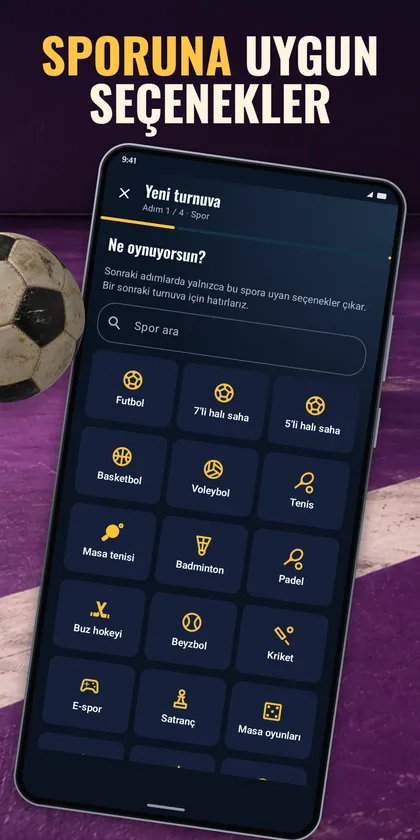 SPORUNA UYGUN
SEÇENEKLER
9:41
Yeni turnuva
Adım 1 / 4 · Spor
Ne oynuyorsun?
Sonraki adımlarda yalnızca bu spora uyan seçenekler çıkar.
Bir sonraki turnuva için hatırlarız.
Spor ara
Futbol
7'li halı saha
5'li halı saha
Basketbol
Voleybol
Tenis
Masa tenisi
Badminton
Padel
Buz hokeyi
Beyzbol
Kriket
E-spor
Satranç
Masa oyunları